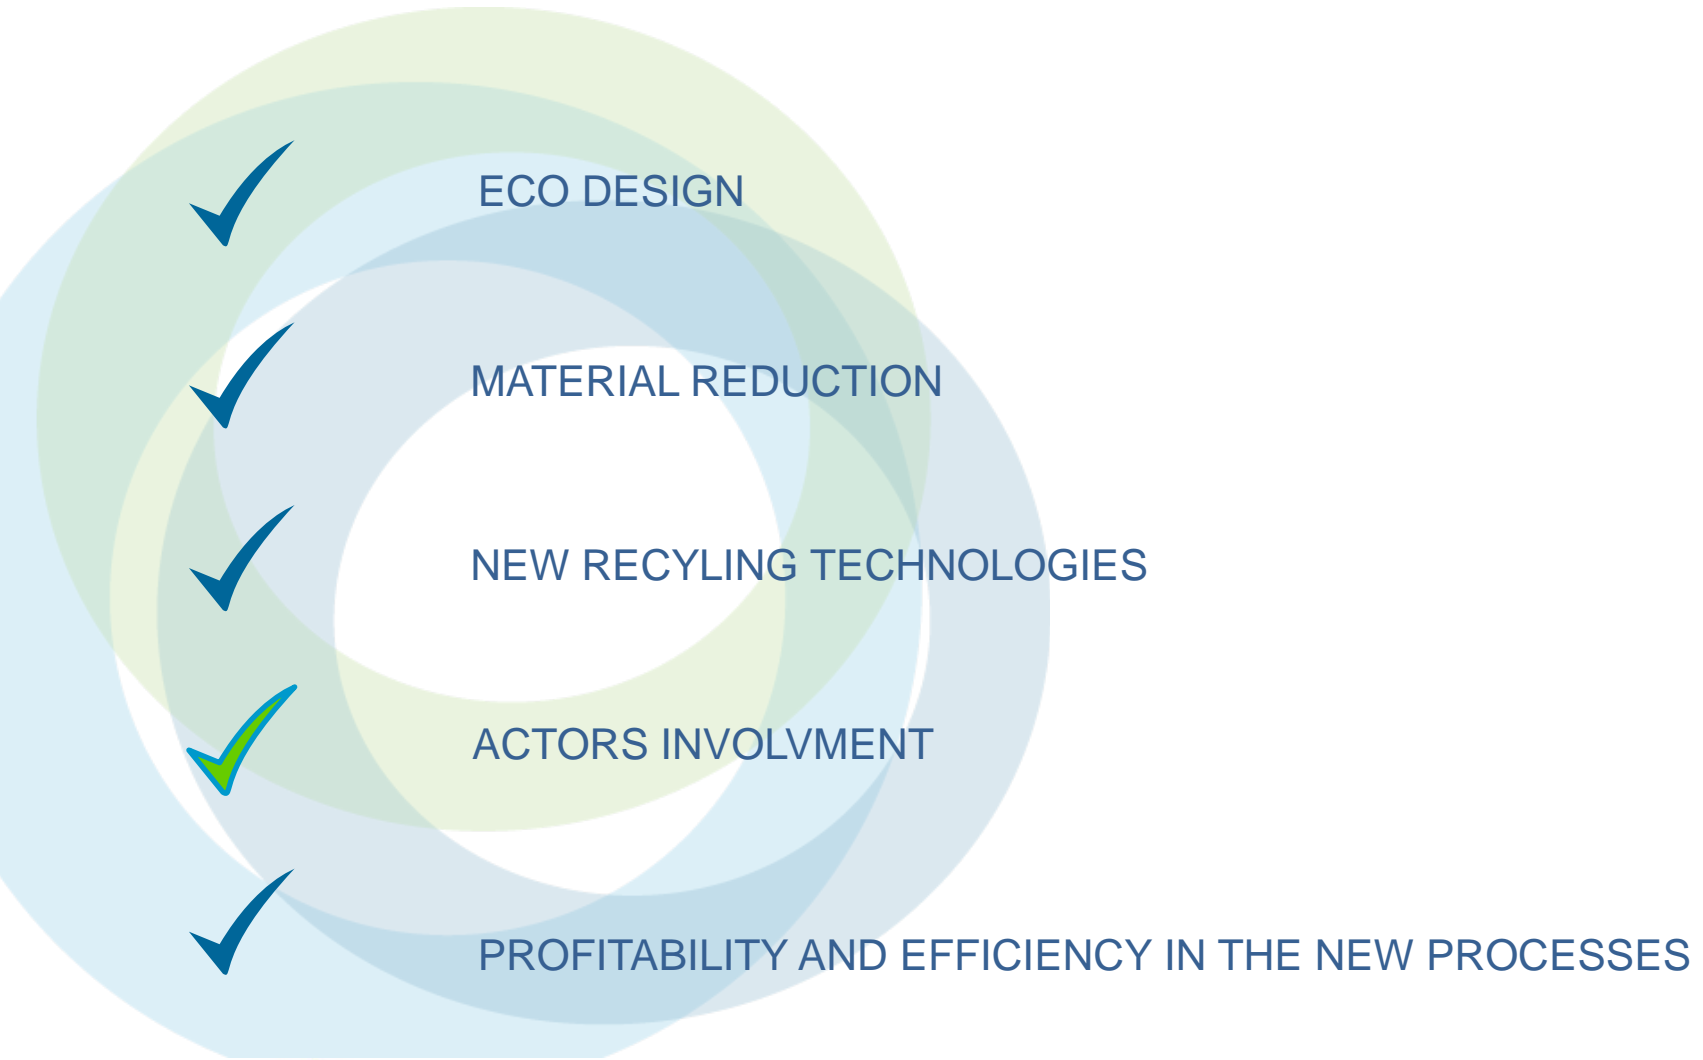 ECO DESIGN
MATERIAL REDUCTION
NEW RECYLING TECHNOLOGIES
ACTORS INVOLVMENT
PROFITABILITY AND EFFICIENCY IN THE NEW PROCESSES